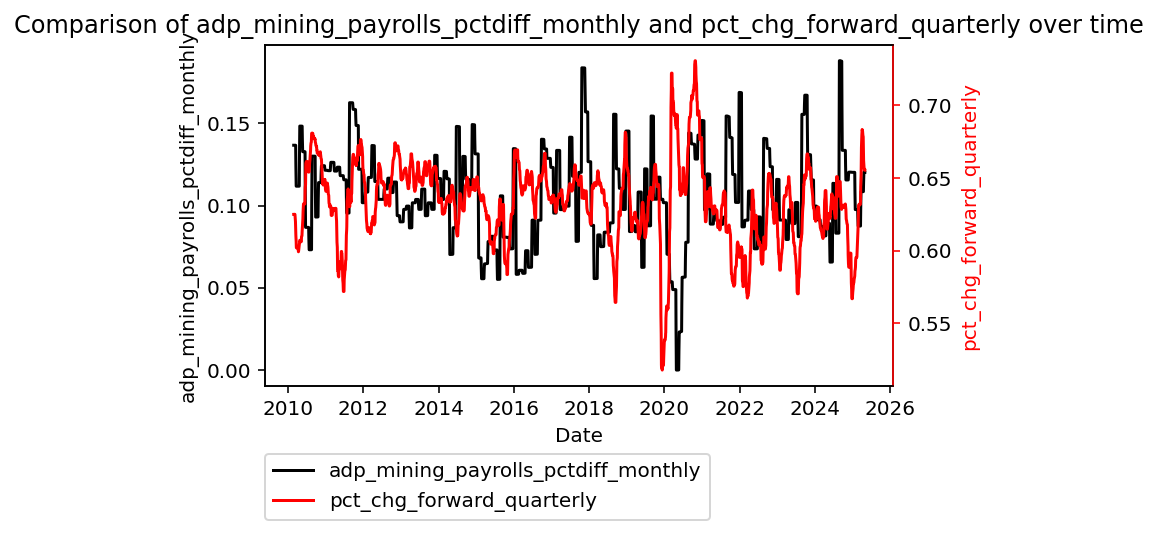 Comparison of adp_mining_payrolls_pctdiff_monthly and pct_chg_forward_quarterly over time
adp_mining_payrolls_pctdiff_monthly
0.15
0.10
0.05
0.00
0.70
0.65
0.60
0.55
pct_chg_forward_quarterly
2010 2012 2014 2016 2018 2020 2022 2024 2026
Date
adp_mining_payrolls_pctdiff_monthly
pct_chg_forward_quarterly